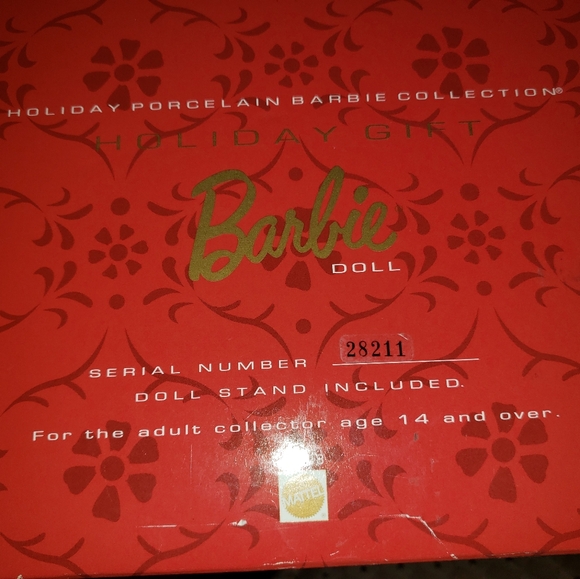 HOLIDAY PORCELAIN BARBIE COLLECTION®
HOLIDAY GIFT
Barbie
DOLL
SERIAL NUMBER 28211
DOLL STAND INCLUDED.
For the adult collector age 14 and over.
MATTEL